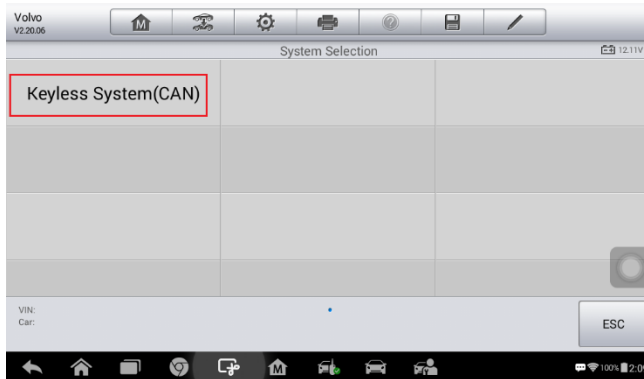 Volvo
V2.20.06
System Selection
12.11V
Keyless System(CAN)
VIN:
Car:
ESC
100%